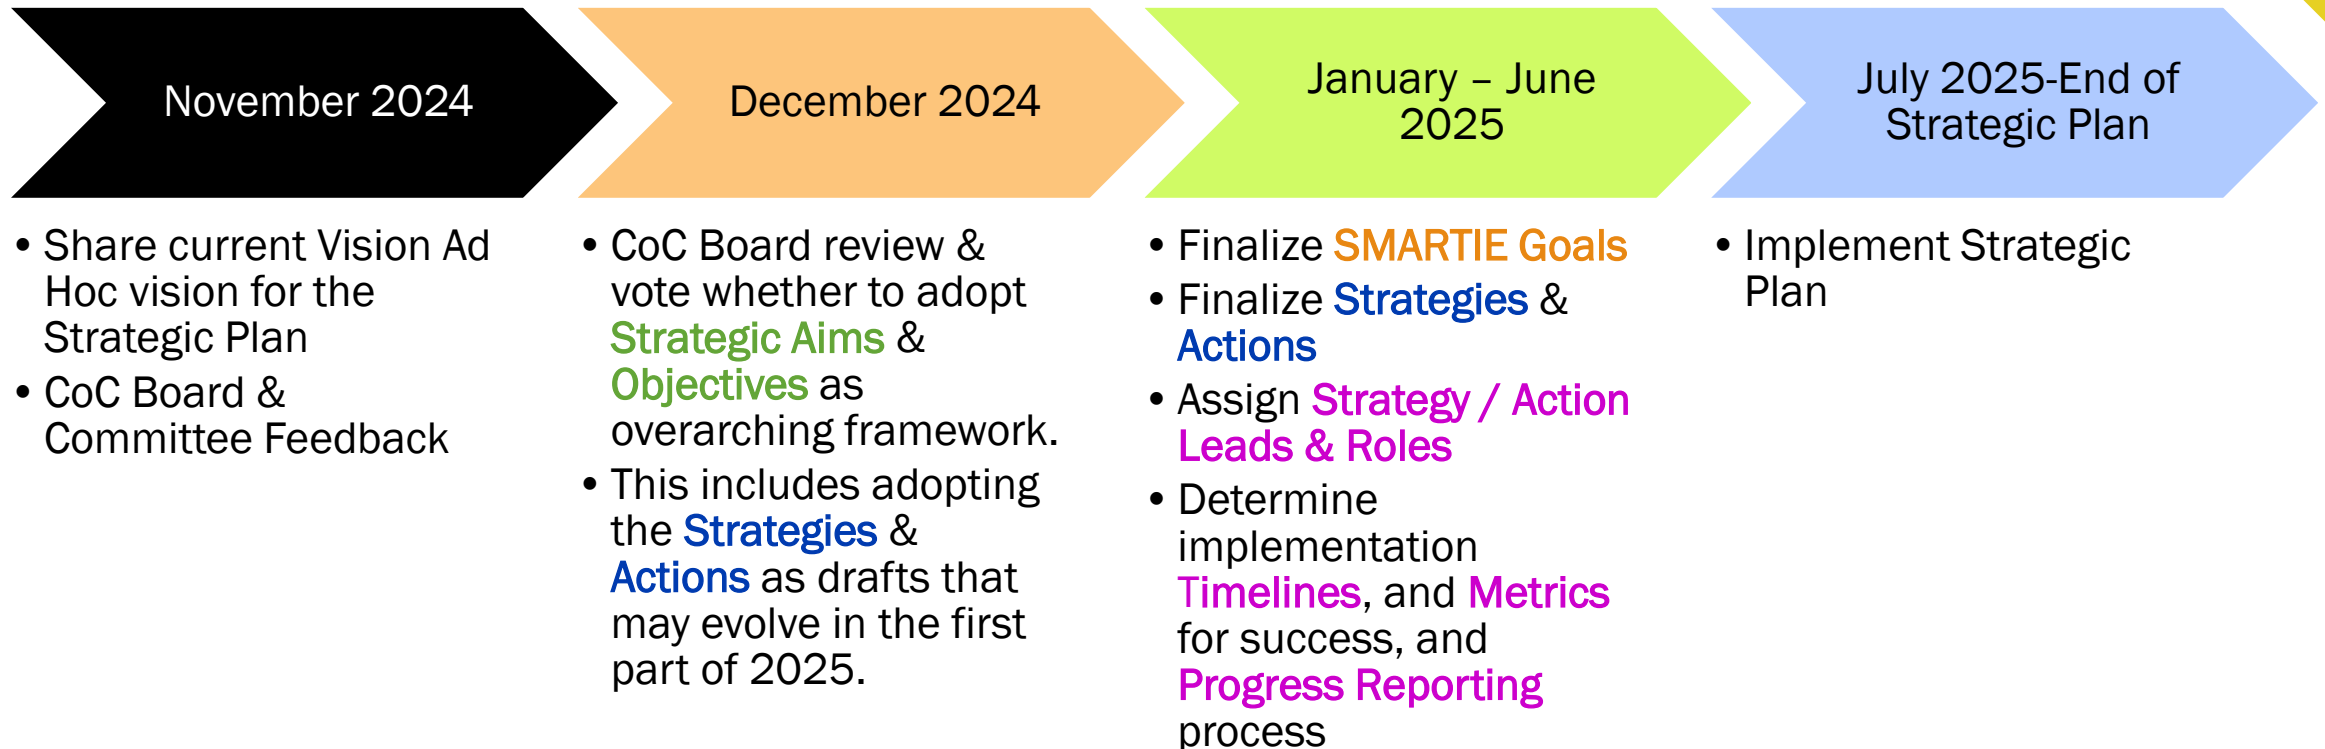 November 2024
• Share current Vision Ad
Hoc vision for the
Strategic Plan
• CoC Board &
Committee Feedback
December 2024
• CoC Board review &
vote whether to adopt
Strategic Aims &
Objectives as
overarching framework.
• This includes adopting
the Strategies &
Actions as drafts that
may evolve in the first
part of 2025.
January – June
2025
• Finalize SMARTIE Goals
• Finalize Strategies &
Actions
• Assign Strategy / Action
Leads & Roles
• Determine
implementation
Timelines, and Metrics
for success, and
Progress Reporting
process
July 2025-End of
Strategic Plan
• Implement Strategic
Plan